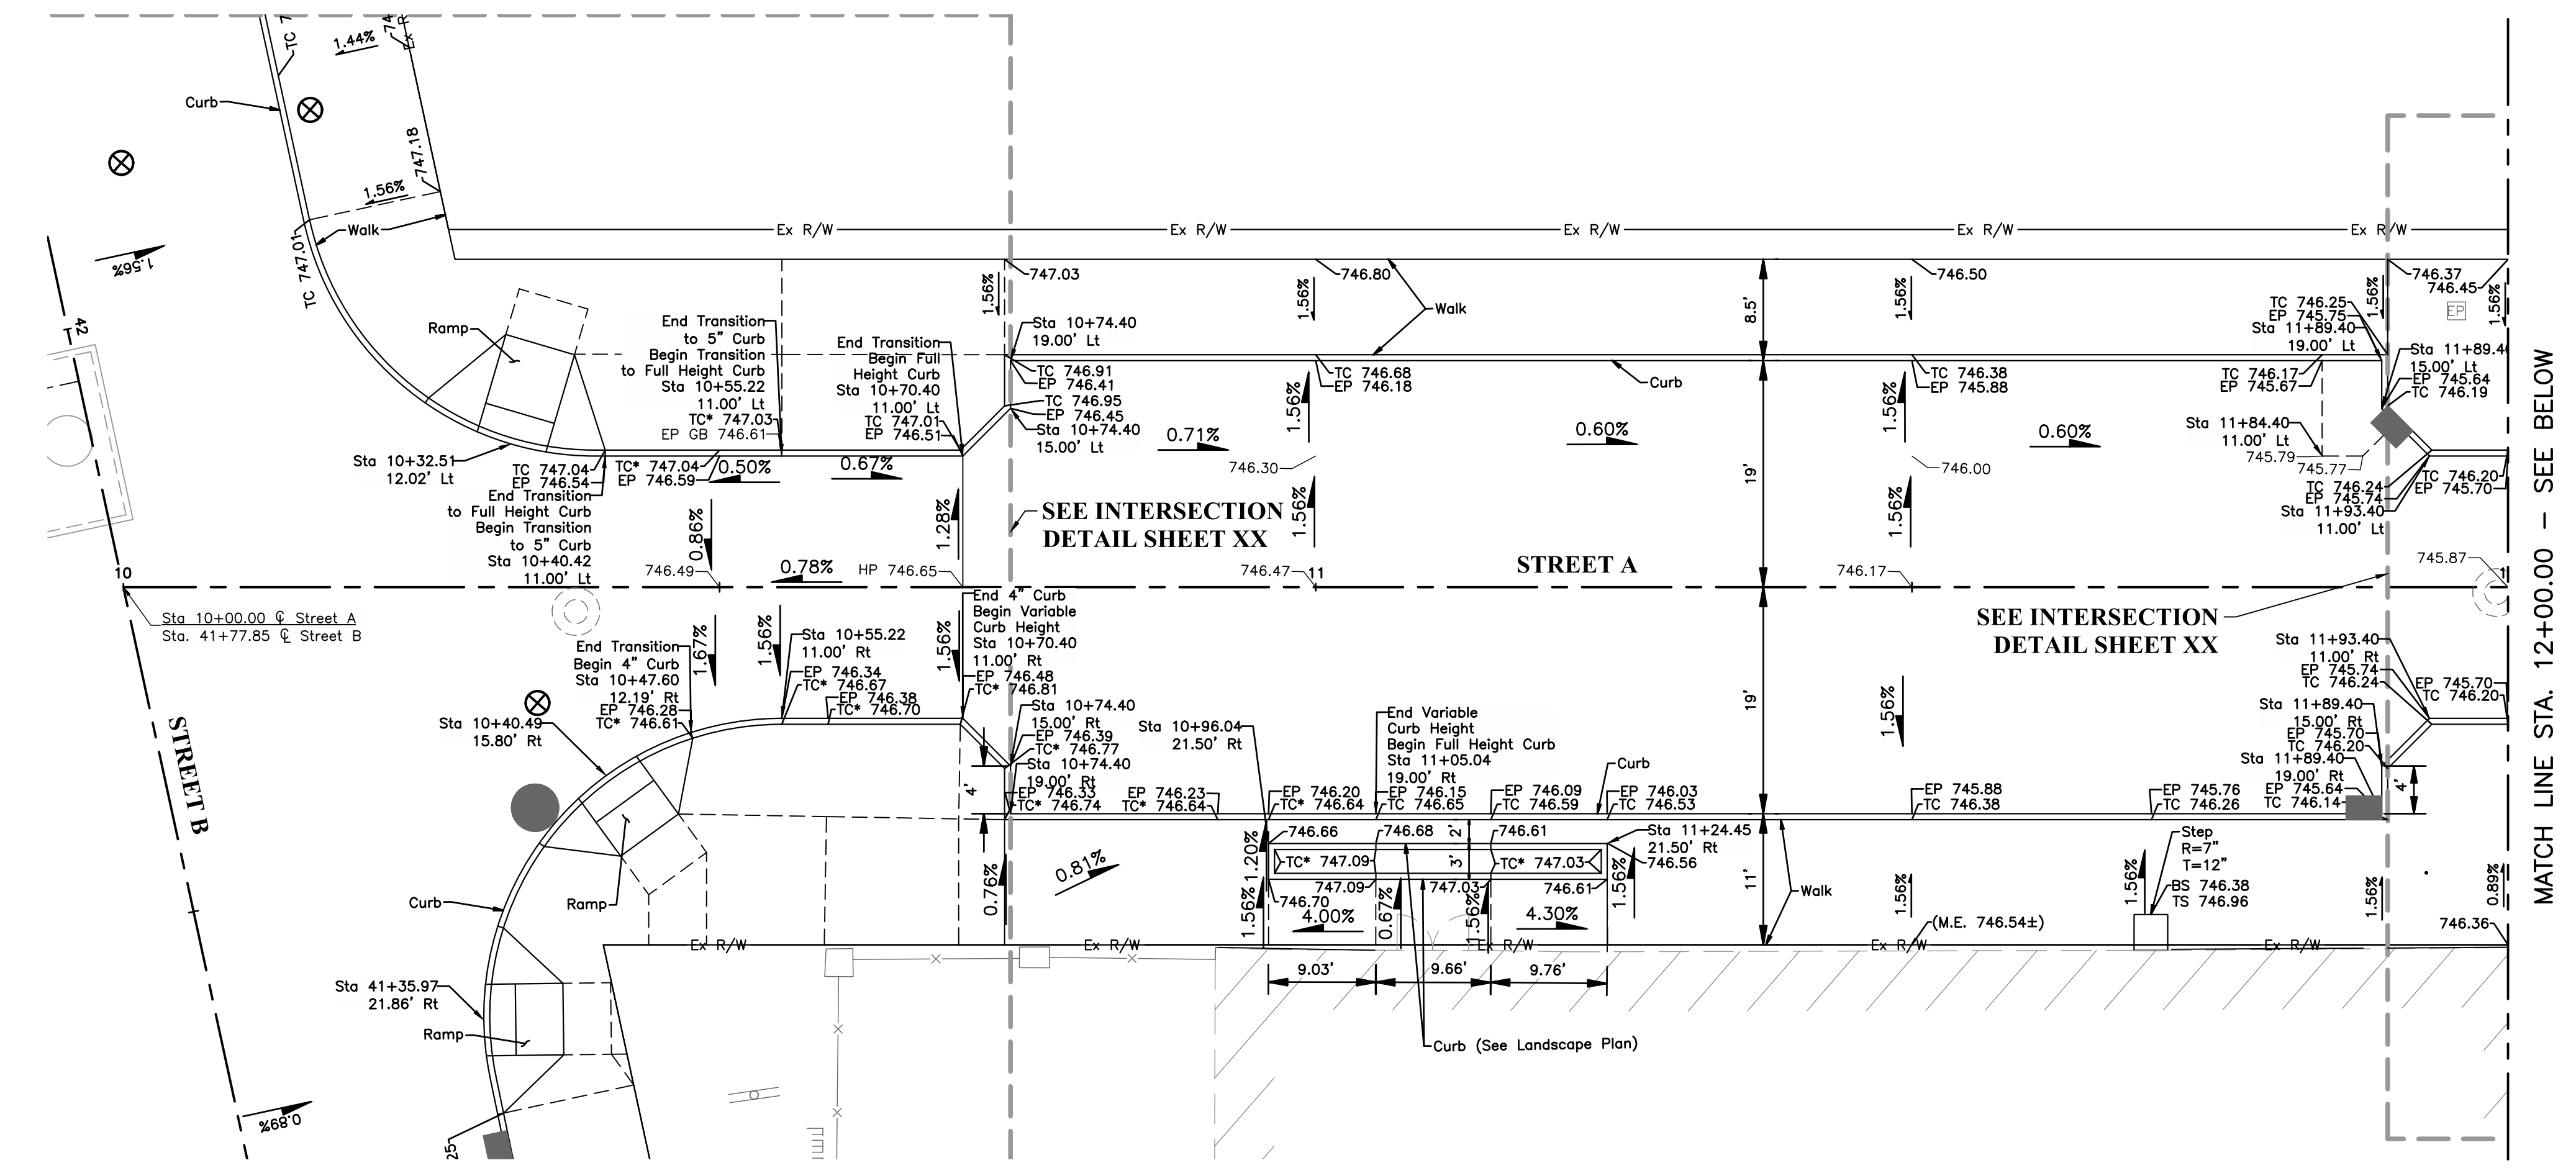 TC 7
Ex R
74
1.44%
Curb
747.18
1.56%
Walk
TC 747.01
1.56%
42
Ex R/W
Ex R/W
Ex R/W
Ex R/W
Ex R/W
1.56%
747.03
1.56%
746.80
Walk
8.5'
1.56%
746.50
1.56%
746.37
746.45
1.56%
EP
Ramp
End Transition
to 5" Curb
Begin Transition
to Full Height Curb
Sta 10+55.22
11.00' Lt
TC* 747.03
EP GB 746.61
End Transition
Begin Full
Height Curb
Sta 10+70.40
11.00' Lt
TC 747.01
EP 746.51
Sta 10+74.40
19.00' Lt
TC 746.91
EP 746.41
TC 746.95
EP 746.45
Sta 10+74.40
15.00' Lt
TC 746.68
EP 746.18
Curb
TC 746.38
EP 745.88
TC 746.25
EP 745.75
Sta 11+89.40
19.00' Lt
TC 746.17
EP 745.67
Sta 11+89.4
15.00' Lt
EP 745.64
TC 746.19
Sta 11+84.40
11.00' Lt
745.79
745.77
TC 746.24
EP 745.74
Sta 11+93.40
11.00' Lt
TC 746.20
EP 745.70
Sta 10+32.51
12.02' Lt
TC 747.04
EP 746.54
End Transition
to Full Height Curb
Begin Transition
to 5" Curb
Sta 10+40.42
11.00' Lt
TC* 747.04
EP 746.59
0.50%
0.67%
0.71%
1.56%
0.60%
1.56%
0.60%
19'
746.30
746.00
0.86%
1.28%
1.56%
1.56%
SEE INTERSECTION
DETAIL SHEET XX
STREET A
10
746.49
0.78%
HP 746.65
746.47
11
746.17
745.87
1
MATCH LINE STA. 12+00.00 - SEE BELOW
Sta 10+00.00 ℄ Street A
Sta. 41+77.85 ℄ Street B
STREET B
End Transition
Begin 4" Curb
Sta 10+47.60
12.19' Rt
EP 746.28
TC* 746.61
1.67%
1.56%
Sta 10+55.22
11.00' Rt
EP 746.34
TC* 746.67
EP 746.38
TC* 746.70
1.56%
End 4" Curb
Begin Variable
Curb Height
Sta 10+70.40
11.00' Rt
EP 746.48
TC* 746.81
Sta 10+74.40
15.00' Rt
EP 746.39
TC* 746.77
Sta 10+74.40
19.00' Rt
EP 746.33
TC* 746.74
4'
Sta 10+96.04
21.50' Rt
EP 746.23
TC* 746.64
EP 746.20
TC* 746.64
End Variable
Curb Height
Begin Full Height Curb
Sta 11+05.04
19.00' Rt
EP 746.15
TC 746.65
EP 746.09
TC 746.59
Curb
EP 746.03
TC 746.53
19'
1.56%
EP 745.88
TC 746.38
EP 745.76
TC 746.26
SEE INTERSECTION
DETAIL SHEET XX
Sta 11+93.40
11.00' Rt
EP 745.74
TC 746.24
EP 745.70
TC 746.20
Sta 11+89.40
15.00' Rt
EP 745.70
TC 746.20
Sta 11+89.40
19.00' Rt
EP 745.64
TC 746.14
4'
Sta 10+40.49
15.80' Rt
Curb
Ramp
0.76%
0.81%
1.20%
1.56%
746.66
746.68
2'
3'
746.61
TC* 747.09
TC* 747.03
Sta 11+24.45
21.50' Rt
746.56
747.09
747.03
746.61
746.70
4.00%
0.67%
1.56%
4.30%
1.56%
11'
Walk
1.56%
(M.E. 746.54±)
1.56%
Step
R=7"
T=12"
BS 746.38
TS 746.96
1.56%
0.89%
746.36
Ex R/W
Ex R/W
Ex R/W
Ex R/W
Ex R/W
9.03'
9.66'
9.76'
Curb (See Landscape Plan)
Sta 41+35.97
21.86' Rt
Ramp
0.89%
25